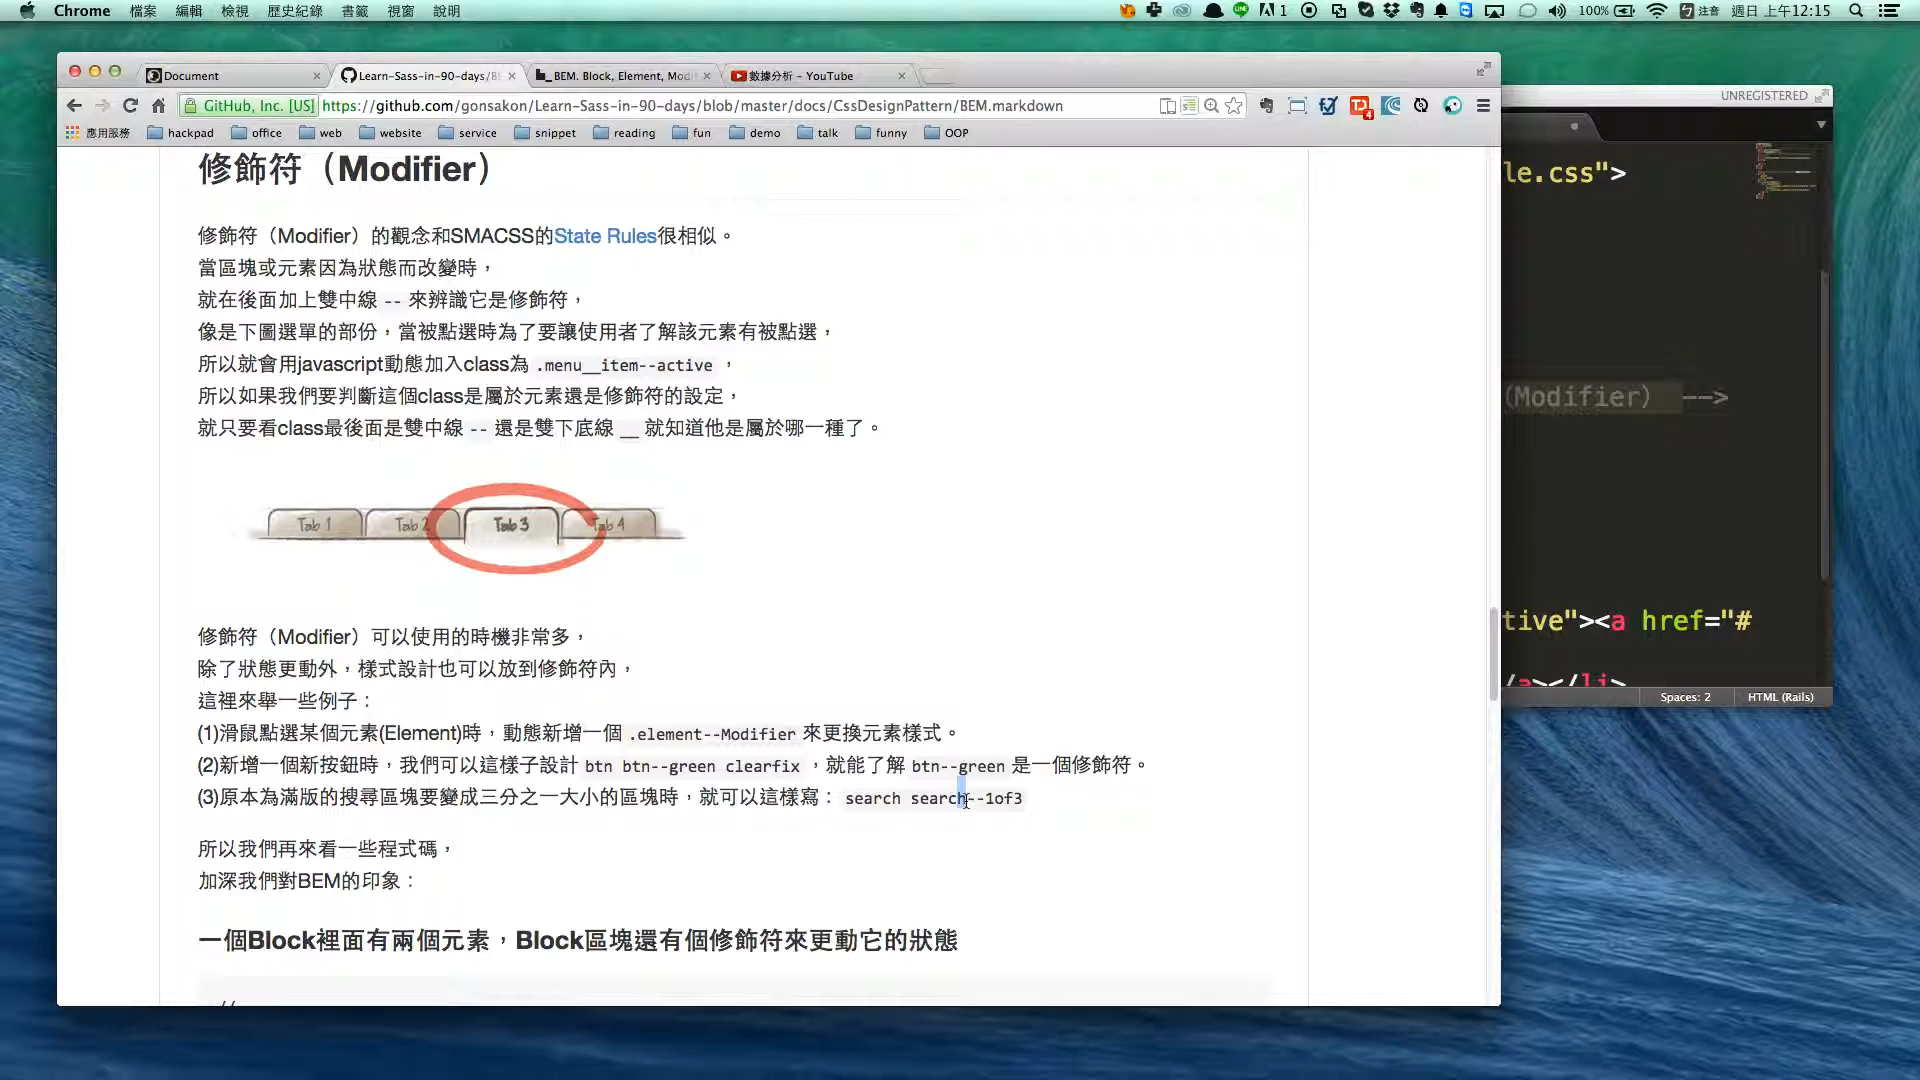 Chrome 檔案 編輯 檢視 歷史紀錄 書籤 視窗 說明 1 100% 注音 週日 上午12:15
Document
Learn-Sass-in-90-days/BE
BEM. Block, Element, Mod
數據分析 - YouTube
GitHub, Inc. [US] https://github.com/gonsakon/Learn-Sass-in-90-days/blob/master/docs/CssDesignPattern/BEM.markdown
4
應用服務 hackpad office web website service snippet reading fun demo talk funny OOP
UNREGISTERED
修飾符（Modifier）
le.css">
修飾符（Modifier）的觀念和SMACSS的State Rules很相似。
當區塊或元素因為狀態而改變時，
就在後面加上雙中線 -- 來辨識它是修飾符，
像是下圖選單的部份，當被點選時為了要讓使用者了解該元素有被點選，
所以就會用javascript動態加入class為 .menu__item--active ，
所以如果我們要判斷這個class是屬於元素還是修飾符的設定，
(Modifier) -->
就只要看class最後面是雙中線 -- 還是雙下底線 __ 就知道他是屬於哪一種了。
Tab 1 Tab 2 Tab 3 Tab 4
修飾符（Modifier）可以使用的時機非常多，
tive"><a href="#
除了狀態更動外，樣式設計也可以放到修飾符內，
/a></li>
這裡來舉一些例子：
Spaces: 2 HTML (Rails)
(1)滑鼠點選某個元素(Element)時，動態新增一個 .element--Modifier 來更換元素樣式。
(2)新增一個新按鈕時，我們可以這樣子設計 btn btn--green clearfix ，就能了解 btn--green 是一個修飾符。
(3)原本為滿版的搜尋區塊要變成三分之一大小的區塊時，就可以這樣寫： search search--1of3
所以我們再來看一些程式碼，
加深我們對BEM的印象：
一個Block裡面有兩個元素，Block區塊還有個修飾符來更動它的狀態
//